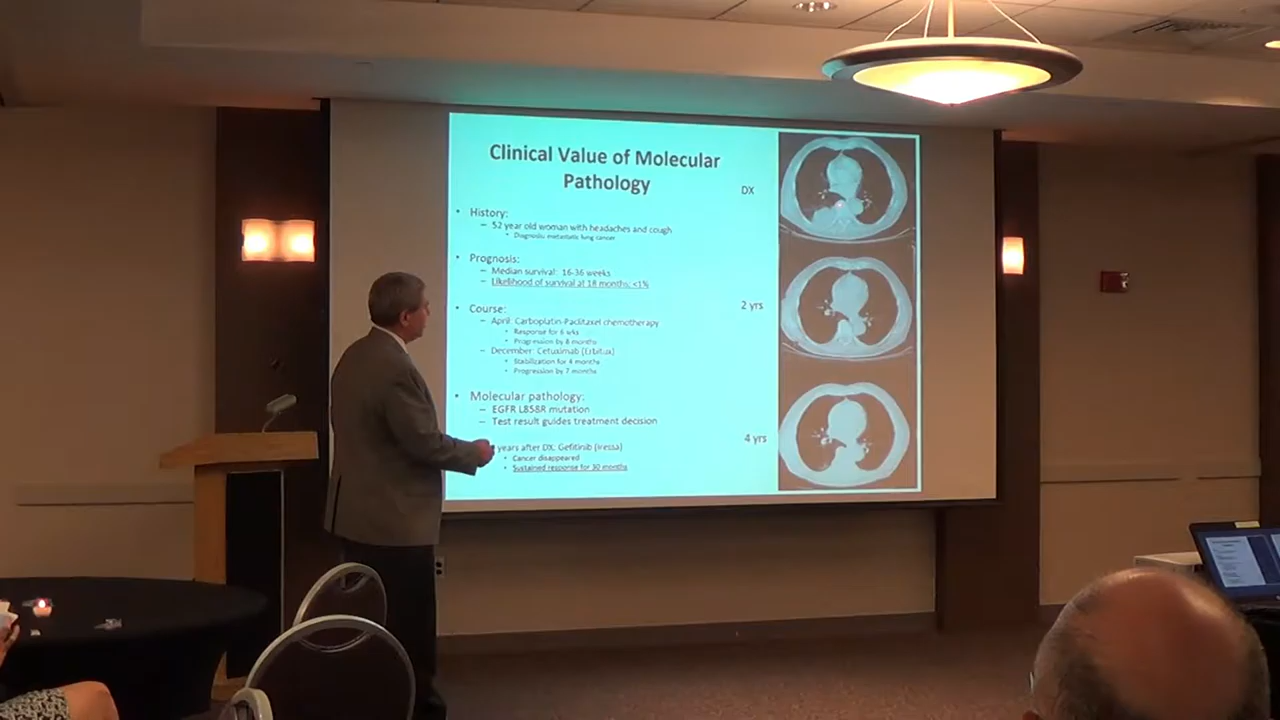 Clinical Value of Molecular
Pathology
DX
• History:
– 52 year old woman with headaches and cough
• Diagnosis: metastatic lung cancer
• Prognosis:
– Median survival: 16-36 weeks
– Likelihood of survival at 18 months: <1%
2 yrs
• Course:
– April: Carboplatin-Paclitaxel chemotherapy
• Response for 6 wks
• Progression by 8 months
– December: Cetuximab (Erbitux)
• Stabilization for 4 months
• Progression by 7 months
• Molecular pathology:
– EGFR L858R mutation
– Test result guides treatment decision
4 yrs
years after DX: Gefitinib (Iressa)
• Cancer disappeared
• Sustained response for 30 months